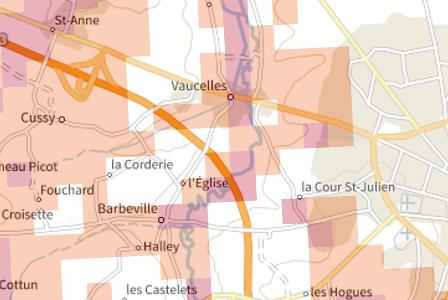 St-Anne
3
Vaucelles
Cussy
neau Picot
la Corderie
l'Église
Fouchard
la Cour St-Julien
Croisette
Barbeville
Halley
Cottun
les Castelets
les Hogues